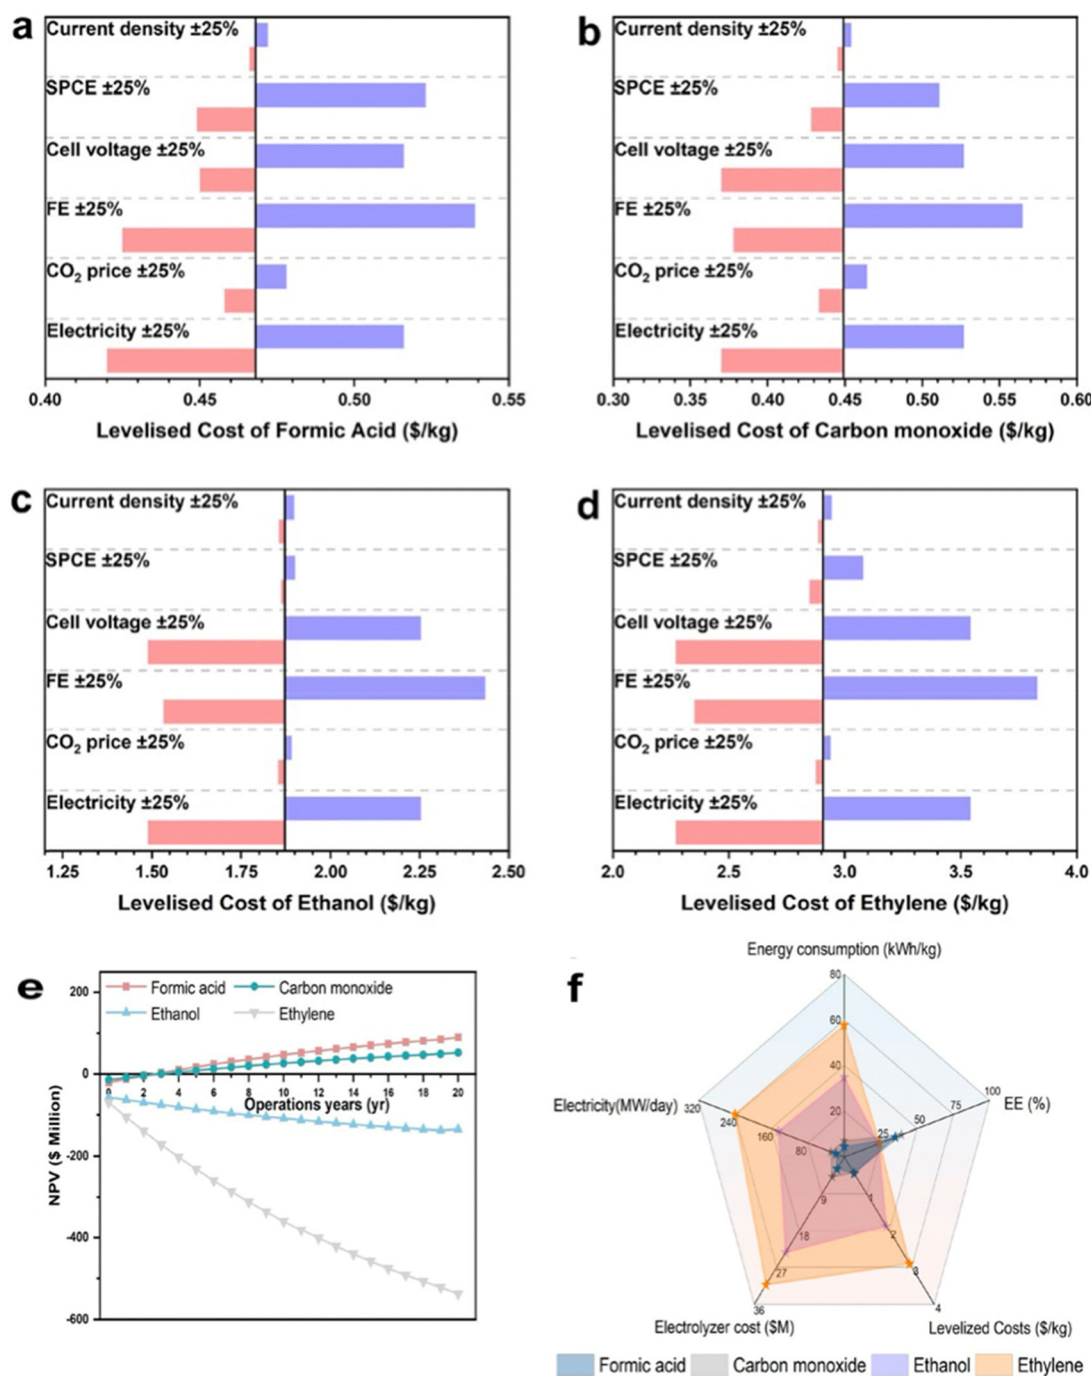 a
Current density ±25%
SPCE ±25%
Cell voltage ±25%
FE ±25%
CO₂ price ±25%
Electricity ±25%
0.40 0.45 0.50 0.55
Levelised Cost of Formic Acid ($/kg)
b
Current density ±25%
SPCE ±25%
Cell voltage ±25%
FE ±25%
CO₂ price ±25%
Electricity ±25%
0.30 0.35 0.40 0.45 0.50 0.55 0.60
Levelised Cost of Carbon monoxide ($/kg)
c
Current density ±25%
SPCE ±25%
Cell voltage ±25%
FE ±25%
CO₂ price ±25%
Electricity ±25%
1.25 1.50 1.75 2.00 2.25 2.50
Levelised Cost of Ethanol ($/kg)
d
Current density ±25%
SPCE ±25%
Cell voltage ±25%
FE ±25%
CO₂ price ±25%
Electricity ±25%
2.0 2.5 3.0 3.5 4.0
Levelised Cost of Ethylene ($/kg)
e
Formic acid Carbon monoxide
Ethanol Ethylene
200
0
-200
-400
-600
NPV ($ Million)
0 2 4 6 8 10 12 14 16 18 20
Operations years (yr)
f
Energy consumption (kWh/kg)
80
60
40
20
EE (%)
100
75
50
25
Levelized Costs ($/kg)
1
2
3
4
Electrolyzer cost ($M)
9
18
27
36
Electricity(MW/day)
80
160
240
320
Formic acid Carbon monoxide Ethanol Ethylene